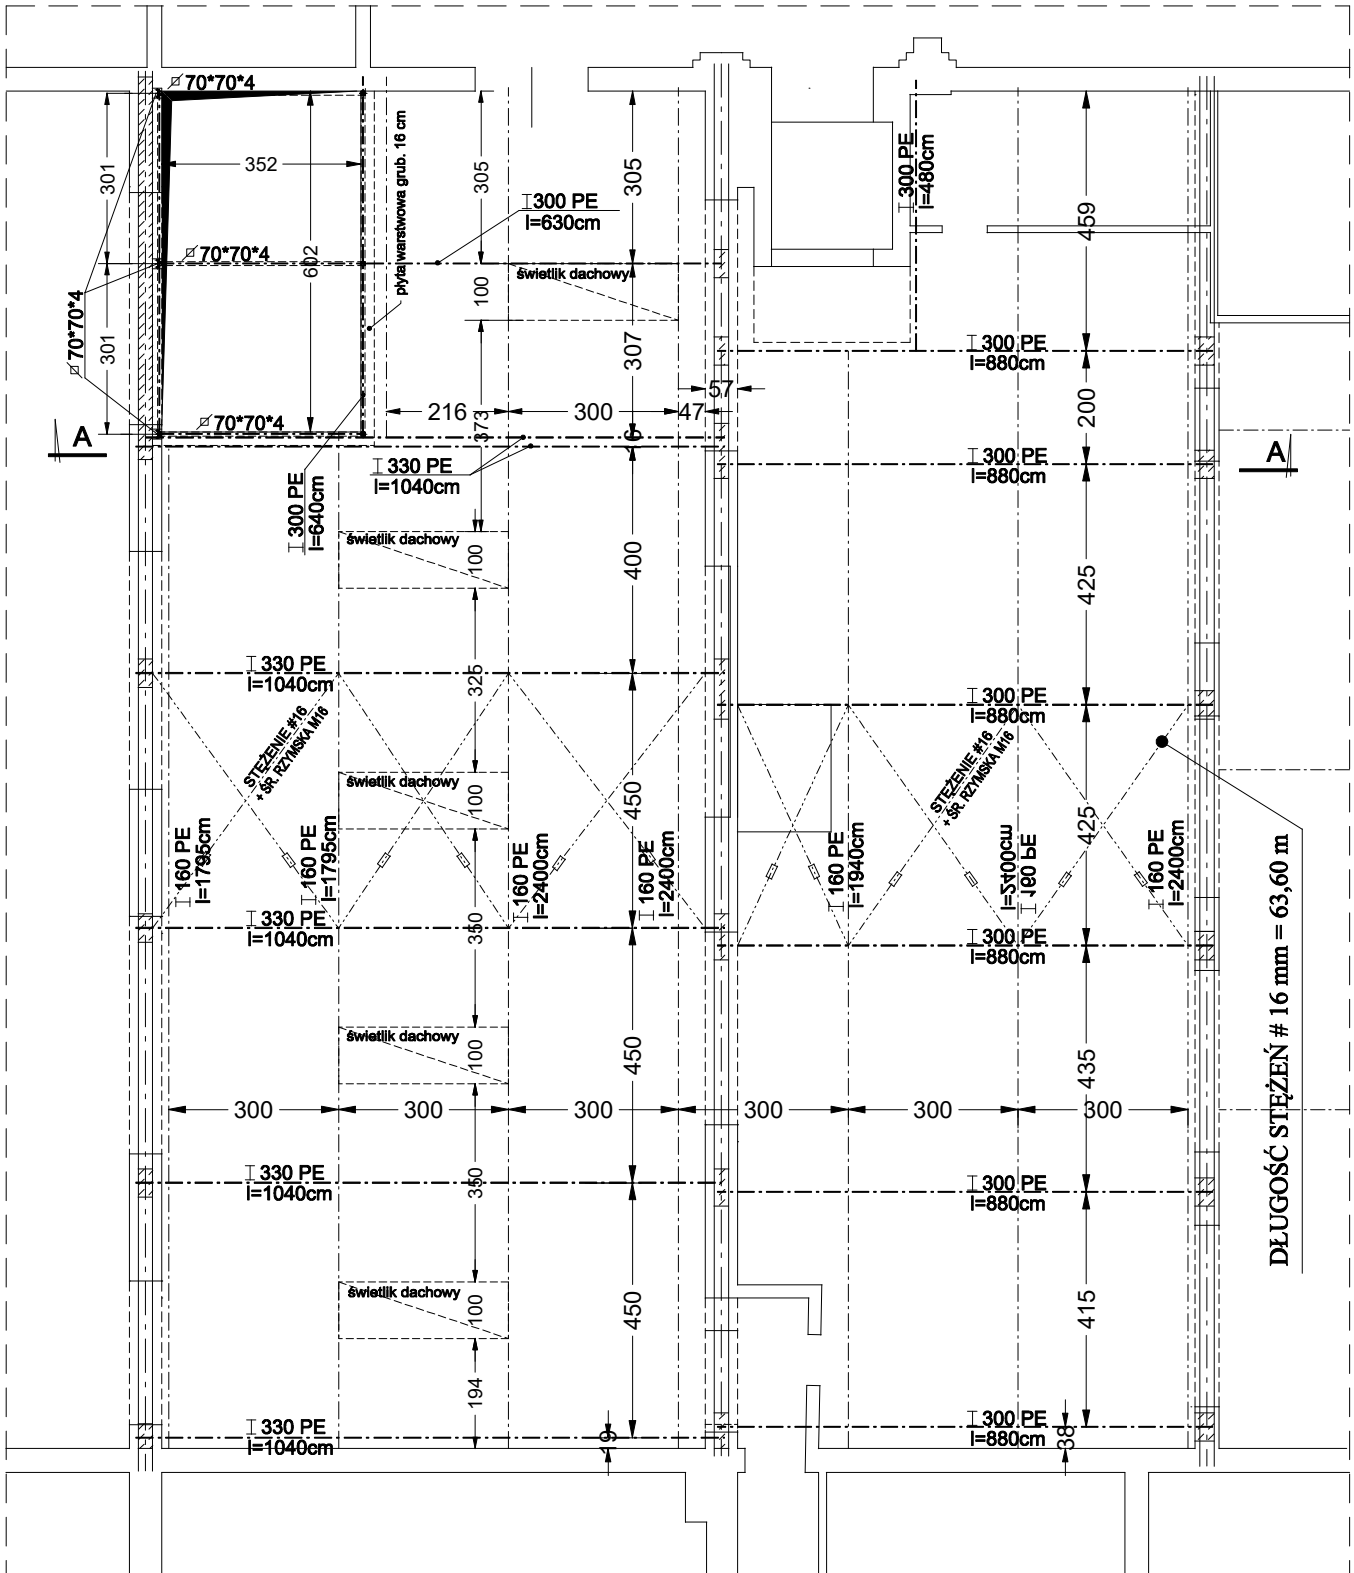 70*70*4
352
301
305
305
płyta warstwowa grub. 16 cm
300 PE
l=480cm
300 PE
l=630cm
459
70*70*4
602
świetlik dachowy
100
70*70*4
301
307
300 PE
l=880cm
57
200
216
300
47
373
70*70*4
A
16
330 PE
l=1040cm
300 PE
l=880cm
A
300 PE
l=640cm
świetlik dachowy
100
400
425
330 PE
l=1040cm
325
300 PE
l=880cm
STĘŻENIE #16
+ ŚR. RZYMSKA M16
świetlik dachowy
100
450
STĘŻENIE #16
+ ŚR. RZYMSKA M16
425
160 PE
l=1795cm
160 PE
l=1795cm
160 PE
l=2400cm
160 PE
l=2400cm
160 PE
l=1940cm
160 PE
l=2400cm
160 PE
l=2400cm
DŁUGOŚĆ STĘŻEŃ # 16 mm = 63,60 m
330 PE
l=1040cm
350
300 PE
l=880cm
świetlik dachowy
100
450
435
300
300
300
300
300
300
330 PE
l=1040cm
350
300 PE
l=880cm
świetlik dachowy
100
450
415
194
330 PE
l=1040cm
19
300 PE
l=880cm
38